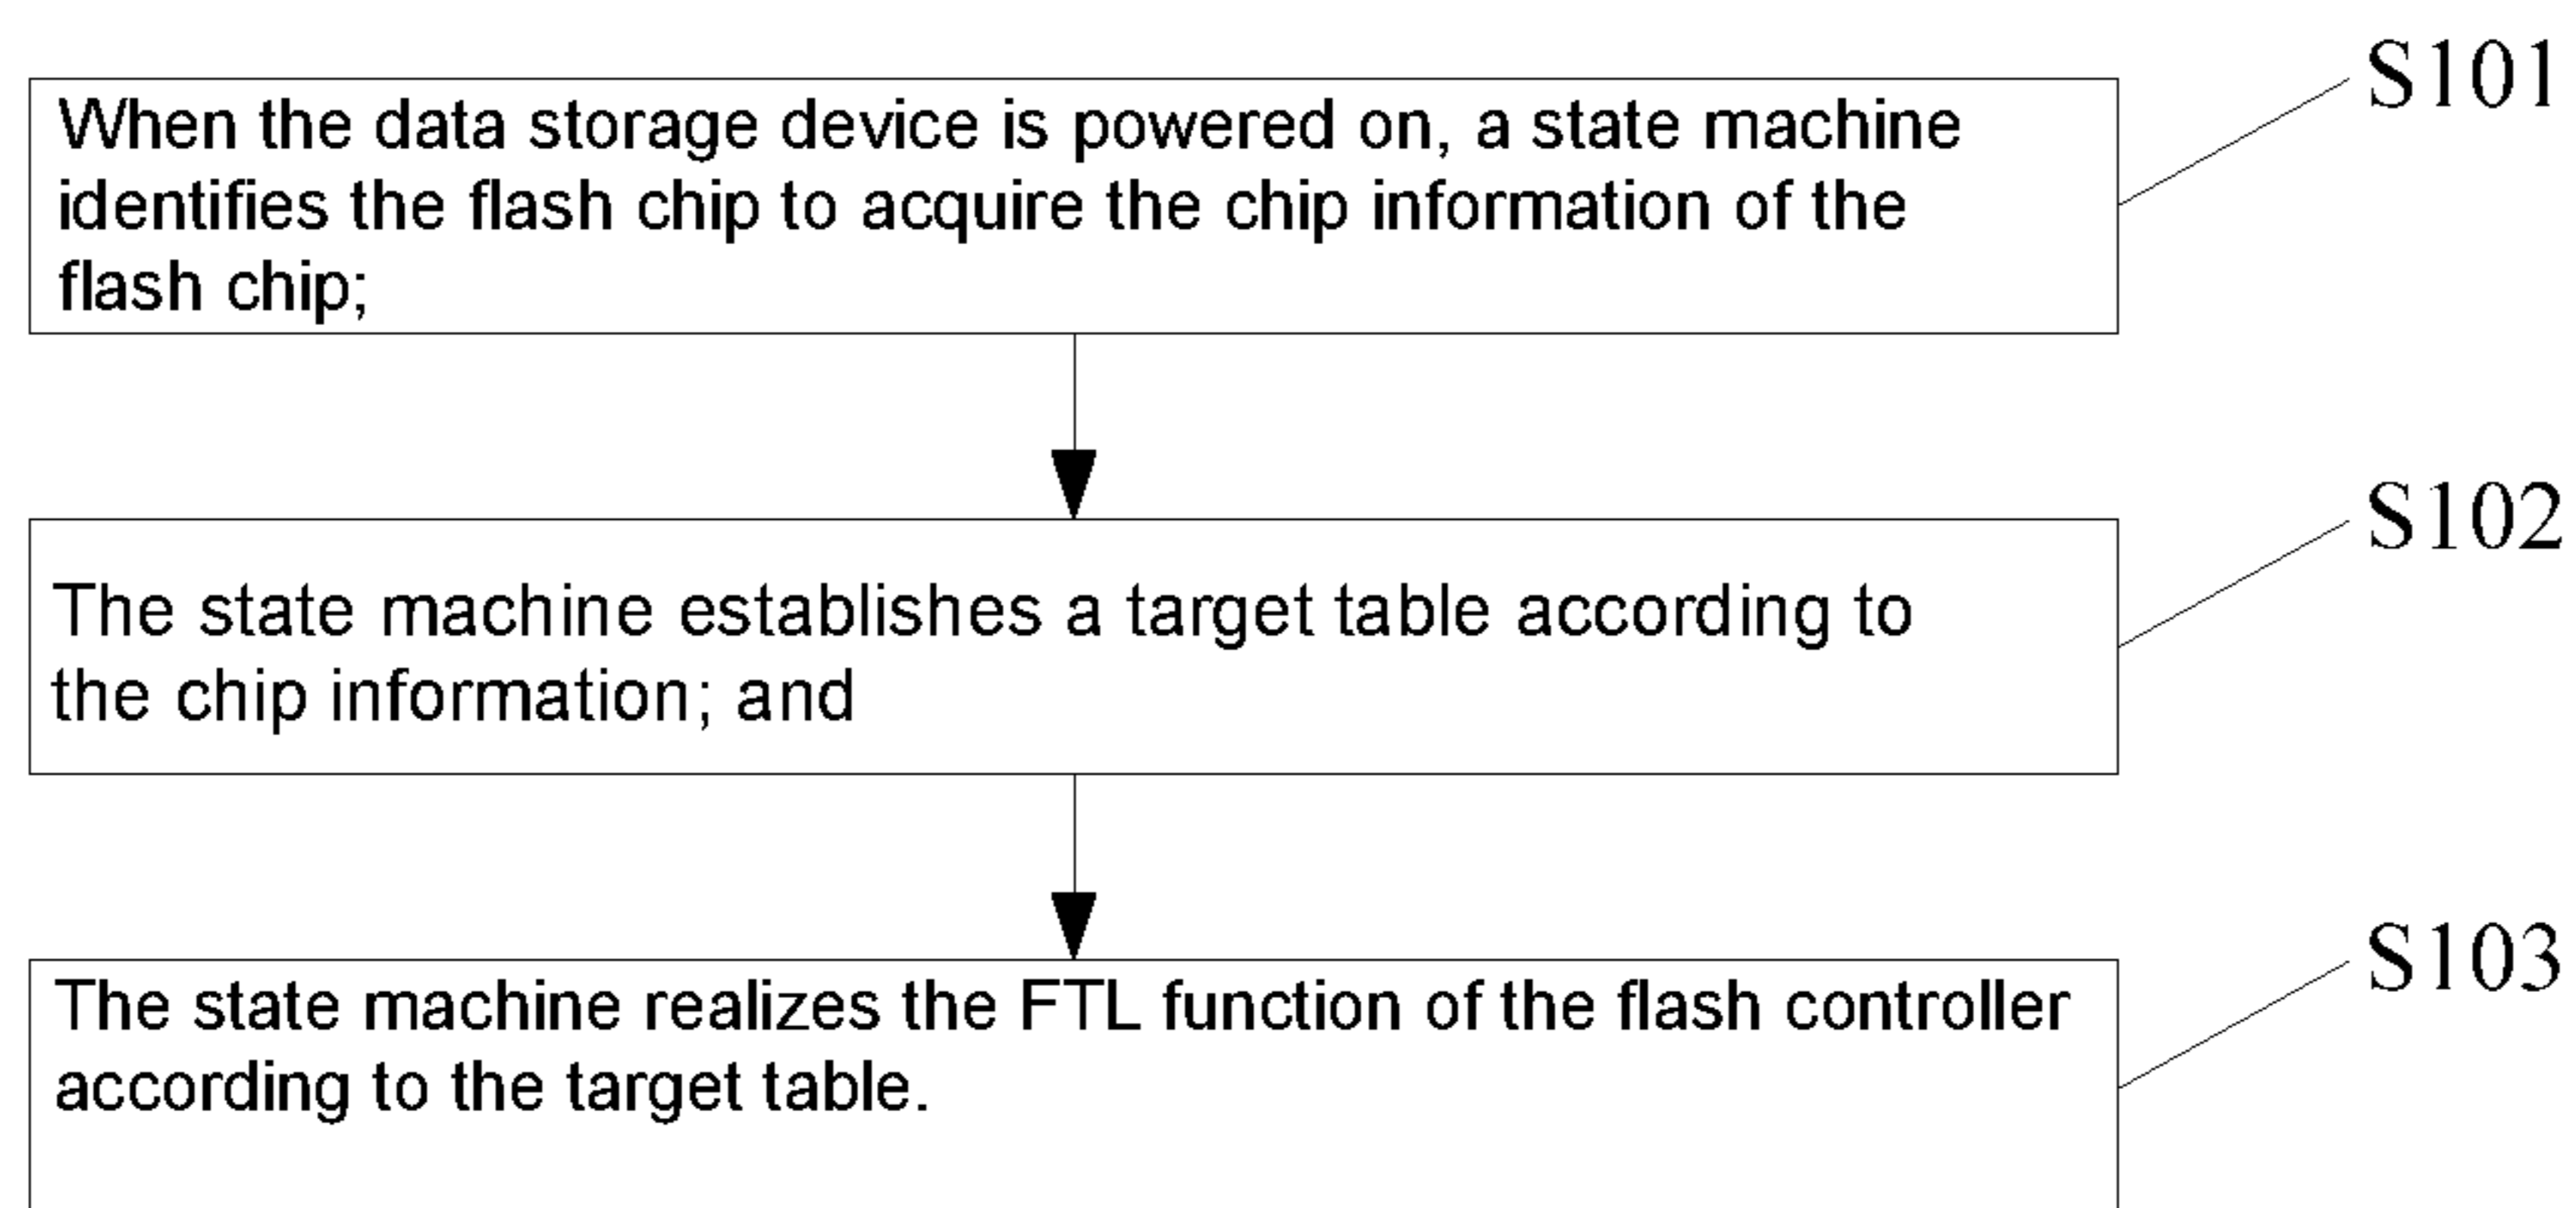 S101
When the data storage device is powered on, a state machine
identifies the flash chip to acquire the chip information of the
flash chip;
S102
The state machine establishes a target table according to
the chip information; and
S103
The state machine realizes the FTL function of the flash controller
according to the target table.